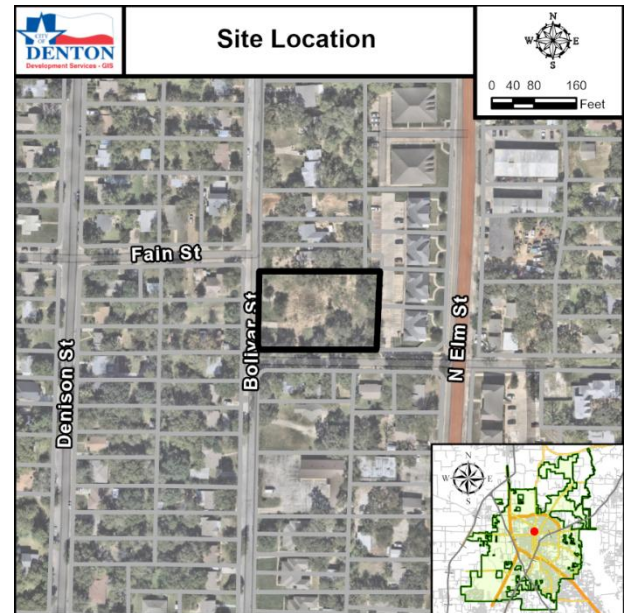 CITY
OF
DENTON
Development Services - GIS
Site Location
N
W E
S
0 40 80 160
Feet
Fain St
Denison St
Bolivar St
N Elm St
N
W E
S